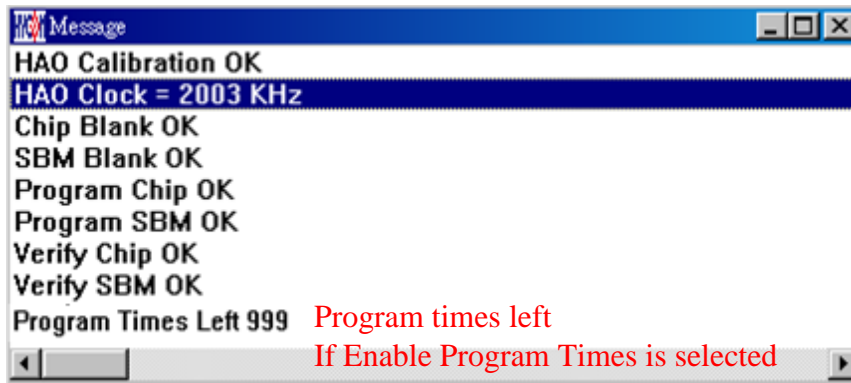 Message
HAO Calibration OK
HAO Clock = 2003 KHz
Chip Blank OK
SBM Blank OK
Program Chip OK
Program SBM OK
Verify Chip OK
Verify SBM OK
Program Times Left 999 Program times left
If Enable Program Times is selected